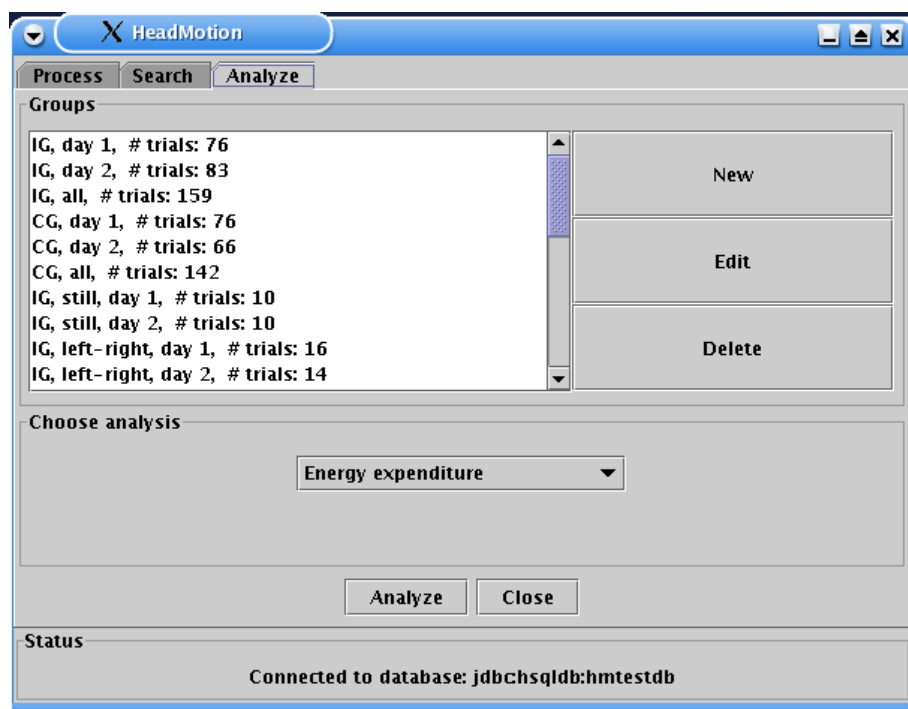 X HeadMotion
Process Search Analyze
Groups
IG, day 1, # trials: 76
IG, day 2, # trials: 83
IG, all, # trials: 159
CG, day 1, # trials: 76
CG, day 2, # trials: 66
CG, all, # trials: 142
IG, still, day 1, # trials: 10
IG, still, day 2, # trials: 10
IG, left-right, day 1, # trials: 16
IG, left-right, day 2, # trials: 14
New
Edit
Delete
Choose analysis
Energy expenditure
Analyze Close
Status
Connected to database: jdbc:hsqldb:hmtestdb